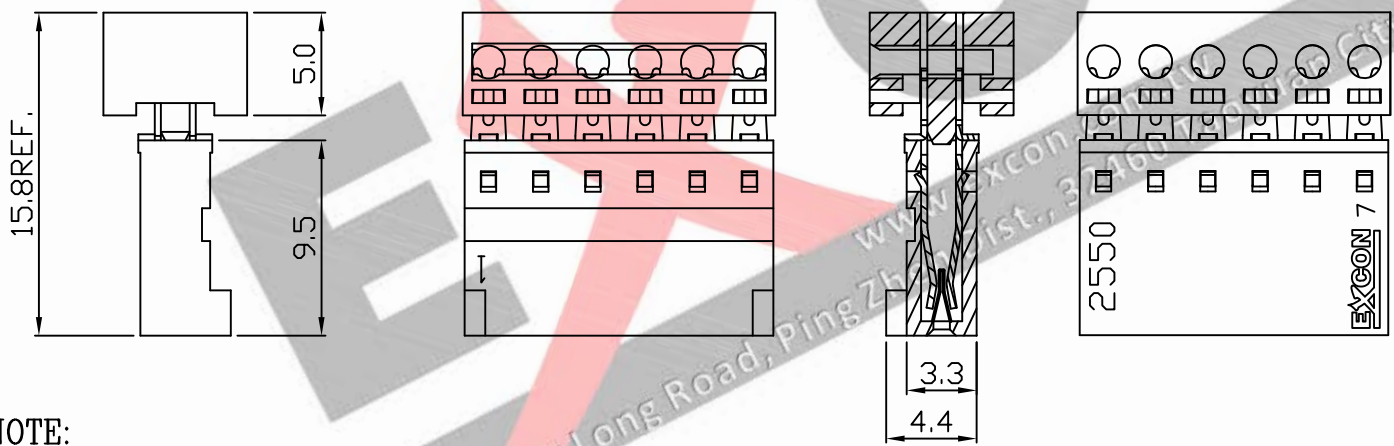 15.8REF.
5.0
9.5
1
3.3
4.4
2550
EXCON 7
www.excon.com.tw
Long Road, Ping Zhen Dist., 32460 Taoyuan City
NOTE: